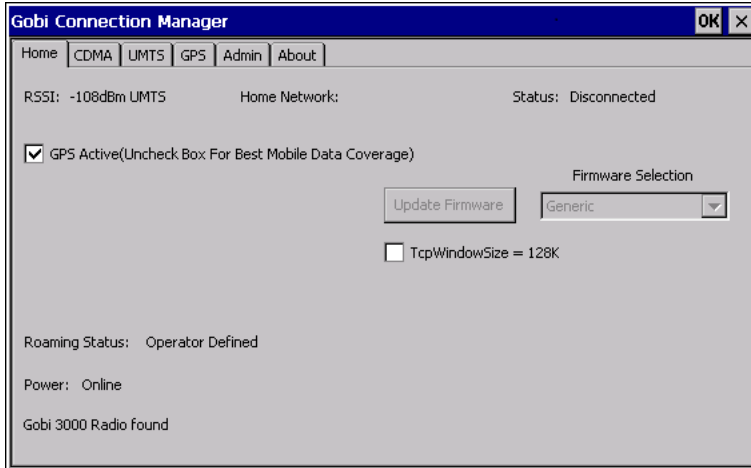 Gobi Connection Manager OK ×
Home CDMA UMTS GPS Admin About
RSSI: -108dBm UMTS Home Network: Status: Disconnected
GPS Active(Uncheck Box For Best Mobile Data Coverage)
Firmware Selection
Update Firmware Generic
TcpWindowSize = 128K
Roaming Status: Operator Defined
Power: Online
Gobi 3000 Radio found